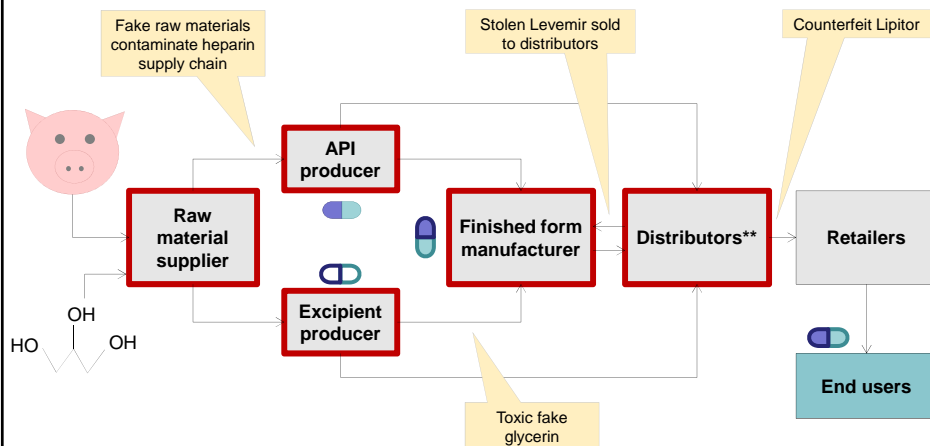 Fake raw materials
contaminate heparin
supply chain
Stolen Levemir sold
to distributors
Counterfeit Lipitor
API
producer
Raw
material
supplier
Finished form
manufacturer
Distributors**
Retailers
Excipient
producer
OH
HO
OH
End users
Toxic fake
glycerin